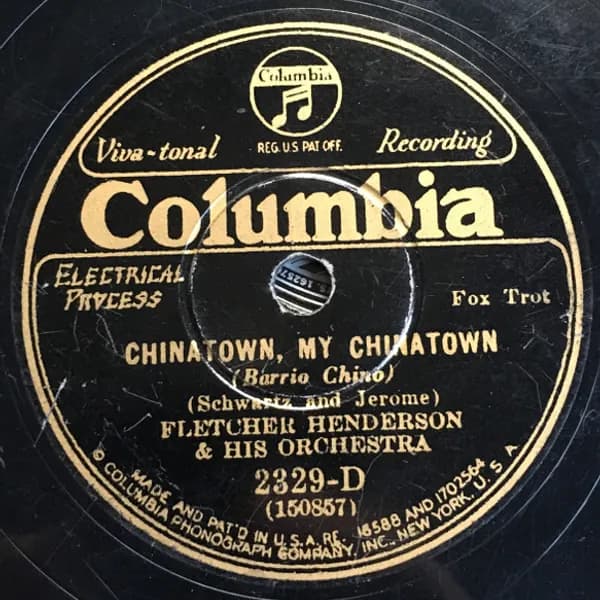 Columbia
REG. U.S. PAT. OFF.
Viva-tonal Recording
Columbia
ELECTRICAL
PROCESS
Fox Trot
CHINATOWN, MY CHINATOWN
(Barrio Chino)
(Schwartz and Jerome)
FLETCHER HENDERSON
& HIS ORCHESTRA
2329-D
(150857)
MADE AND PAT'D IN U.S.A. RE. 16588 AND 1702564
© COLUMBIA PHONOGRAPH COMPANY, INC., NEW YORK, U.S.A.